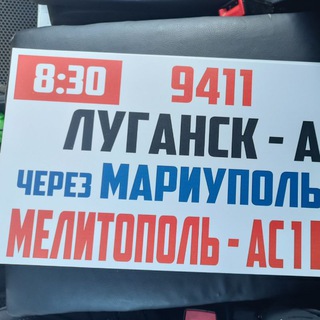 8:30 9411
ЛУГАНСК - А
ЧЕРЕЗ МАРИУПОЛЬ
МЕЛИТОПОЛЬ - АС1